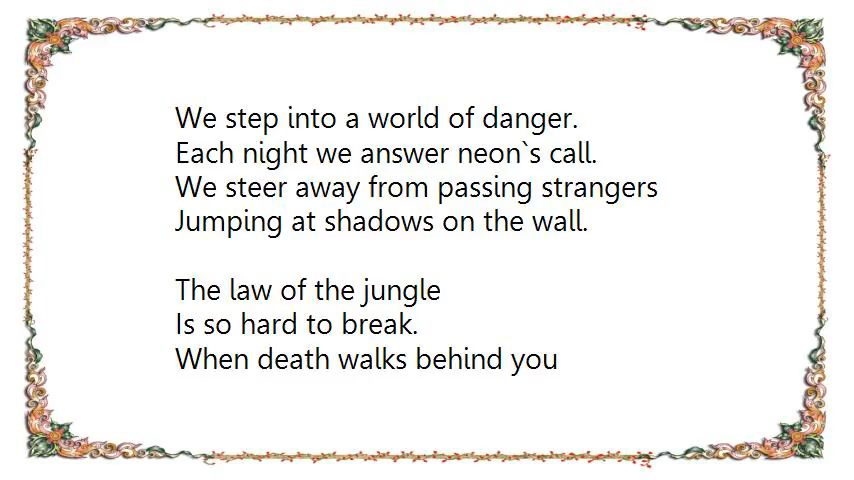 We step into a world of danger.
Each night we answer neon`s call.
We steer away from passing strangers
Jumping at shadows on the wall.
The law of the jungle
Is so hard to break.
When death walks behind you